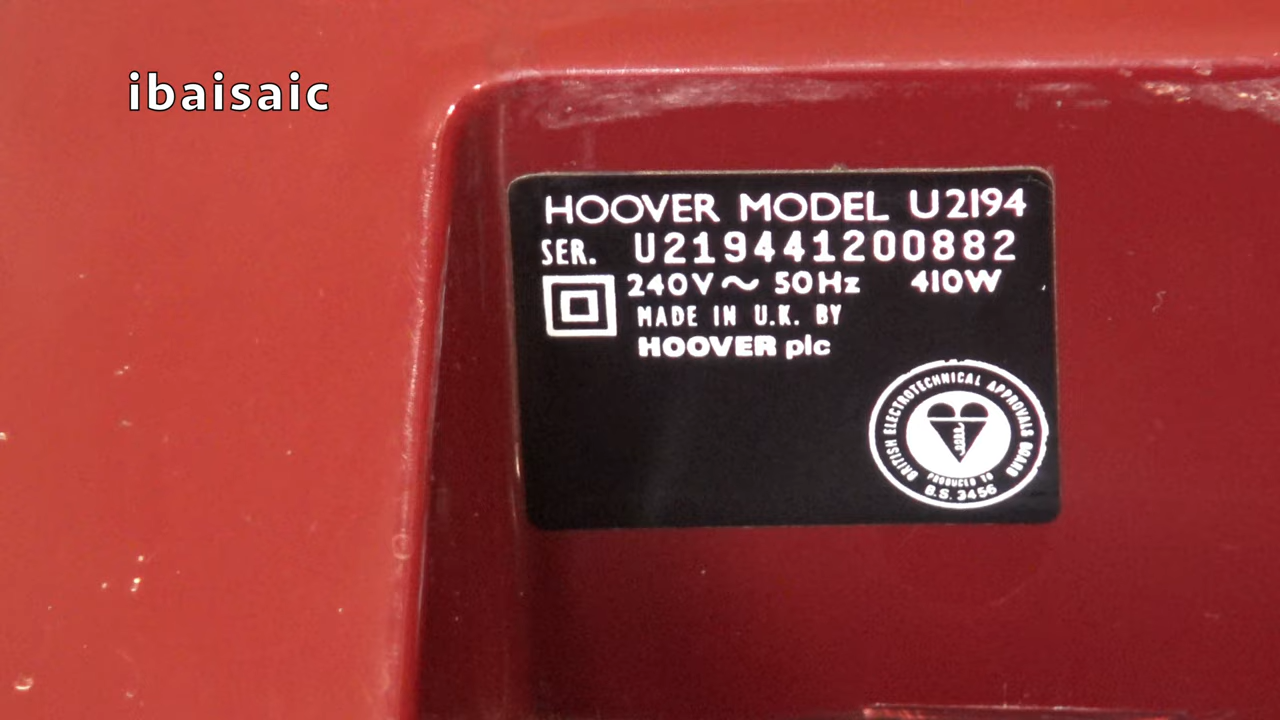 ibaisaic
HOOVER MODEL U2194
SER. U219441200882
240V ~ 50Hz 410W
MADE IN U.K. BY
HOOVER plc
BRITISH ELECTROTECHNICAL APPROVALS BOARD
PRODUCED TO
B.S. 3456